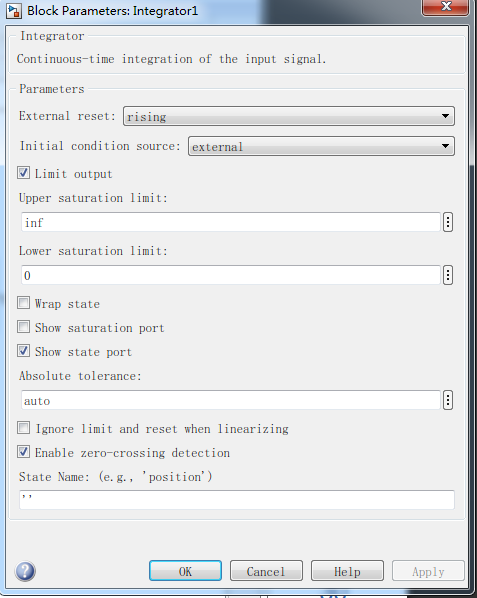 Block Parameters: Integrator1
Integrator
Continuous-time integration of the input signal.
Parameters
External reset: rising
Initial condition source: external
Limit output
Upper saturation limit:
inf
Lower saturation limit:
0
Wrap state
Show saturation port
Show state port
Absolute tolerance:
auto
Ignore limit and reset when linearizing
Enable zero-crossing detection
State Name: (e.g., 'position')
''
OK Cancel Help Apply